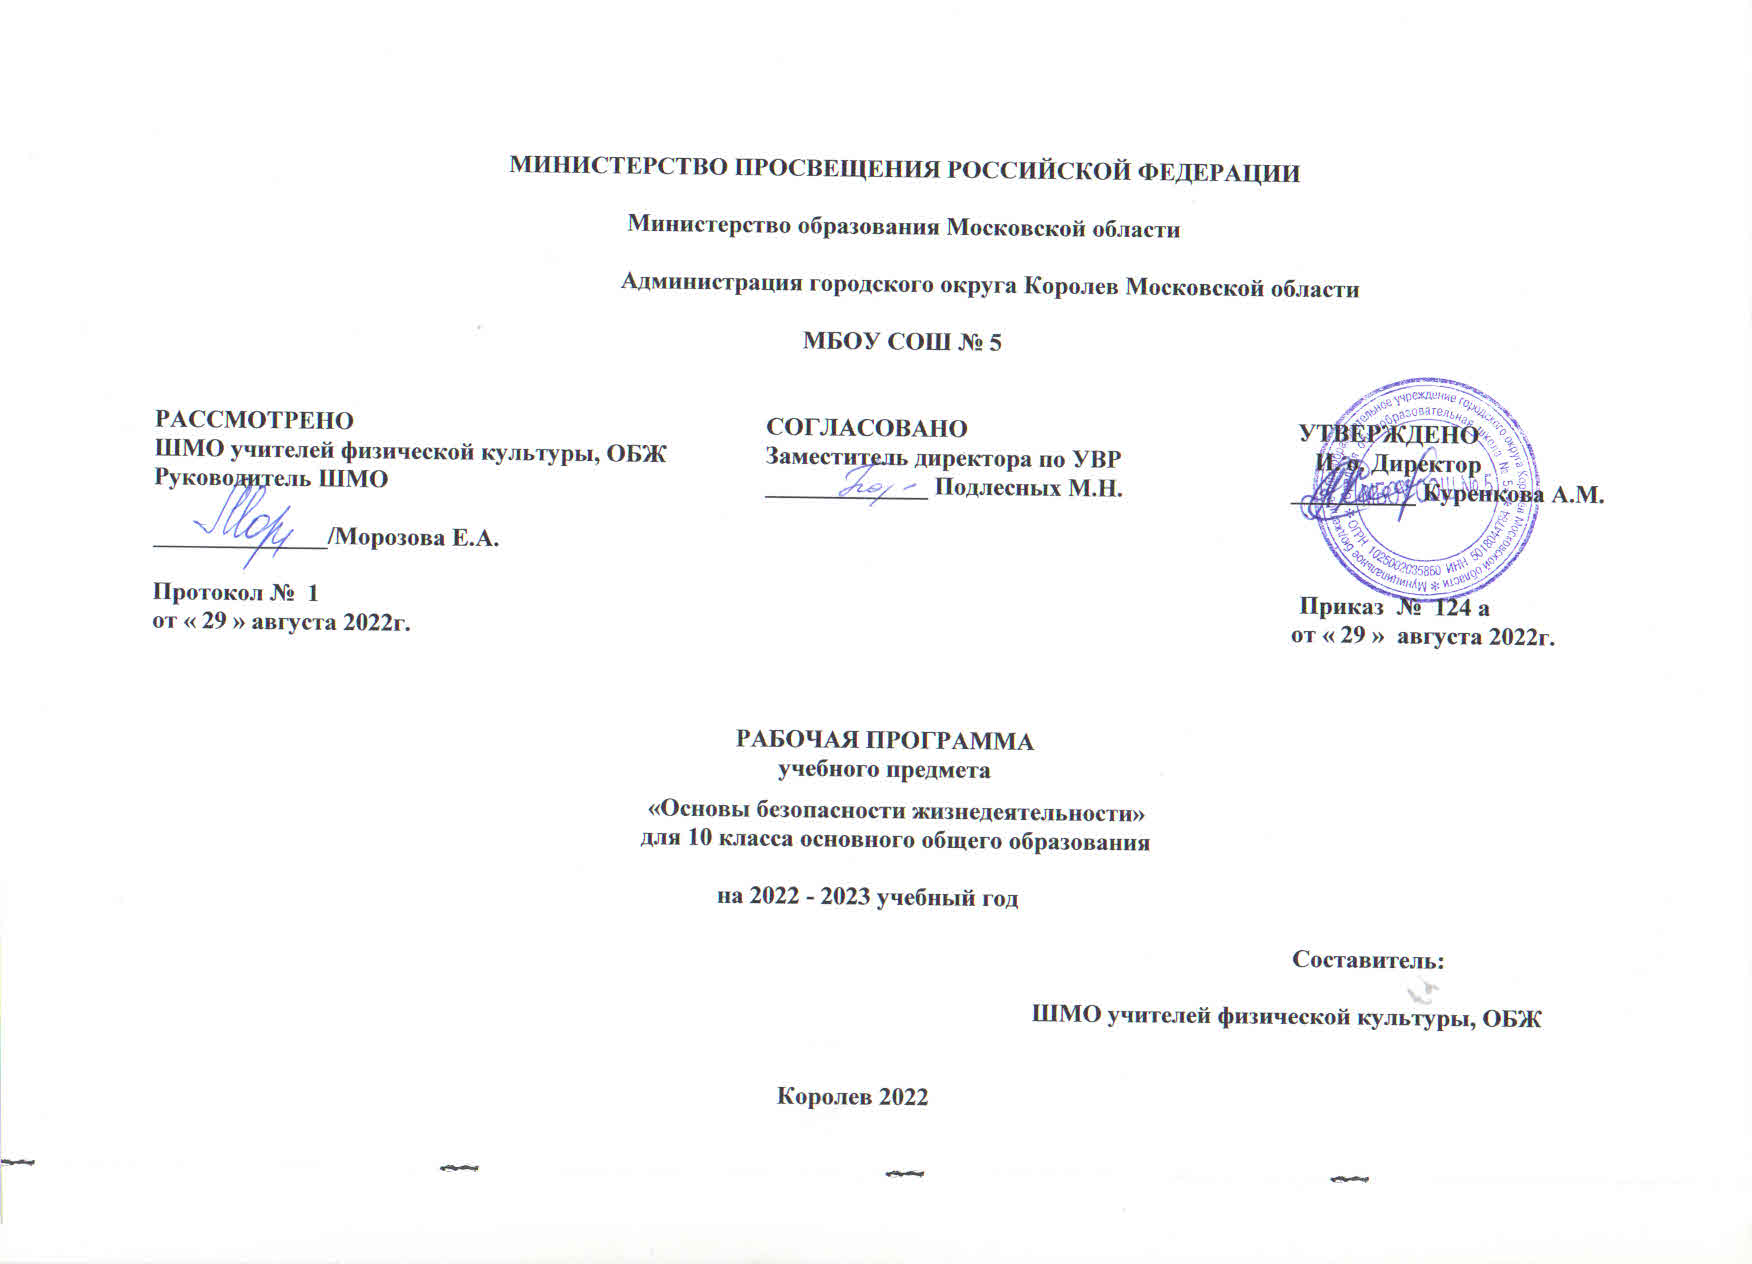 МИНИСТЕРСТВО ПРОСВЕЩЕНИЯ РОССИЙСКОЙ ФЕДЕРАЦИИ
Министерство образования Московской области
Администрация городского округа Королев Московской области
МБОУ СОШ № 5
РАССМОТРЕНО
ШМО учителей физической культуры, ОБЖ
Руководитель ШМО
/Морозова Е.А.
Протокол № 1
от « 29 » августа 2022г.
СОГЛАСОВАНО
Заместитель директора по УВР
Подлесных М.Н.
УТВЕРЖДЕНО
И. о. Директор
Куренкова А.М.
Приказ № 124 а
от « 29 » августа 2022г.
ОГРН 1025002035860 ИНН 5018044794
РАБОЧАЯ ПРОГРАММА
учебного предмета
«Основы безопасности жизнедеятельности»
для 10 класса основного общего образования
на 2022 - 2023 учебный год
Составитель:
ШМО учителей физической культуры, ОБЖ
Королев 2022